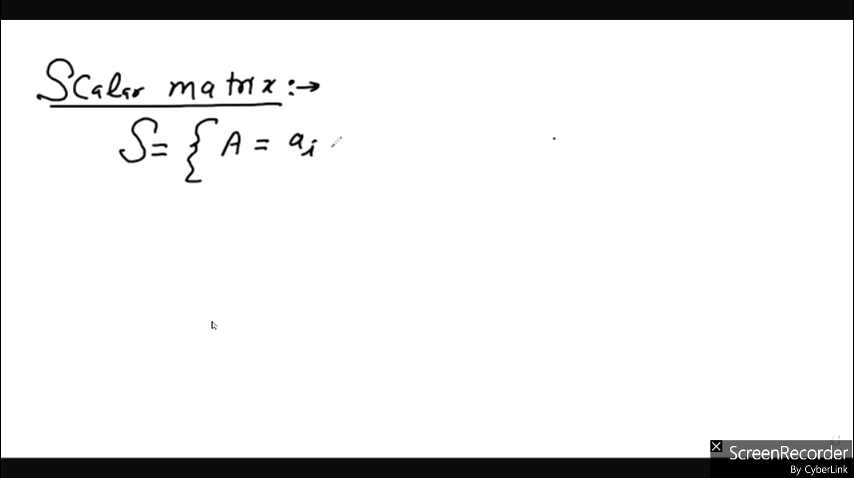 Scalar matrix :→
S = { A = ai
ScreenRecorder
By CyberLink